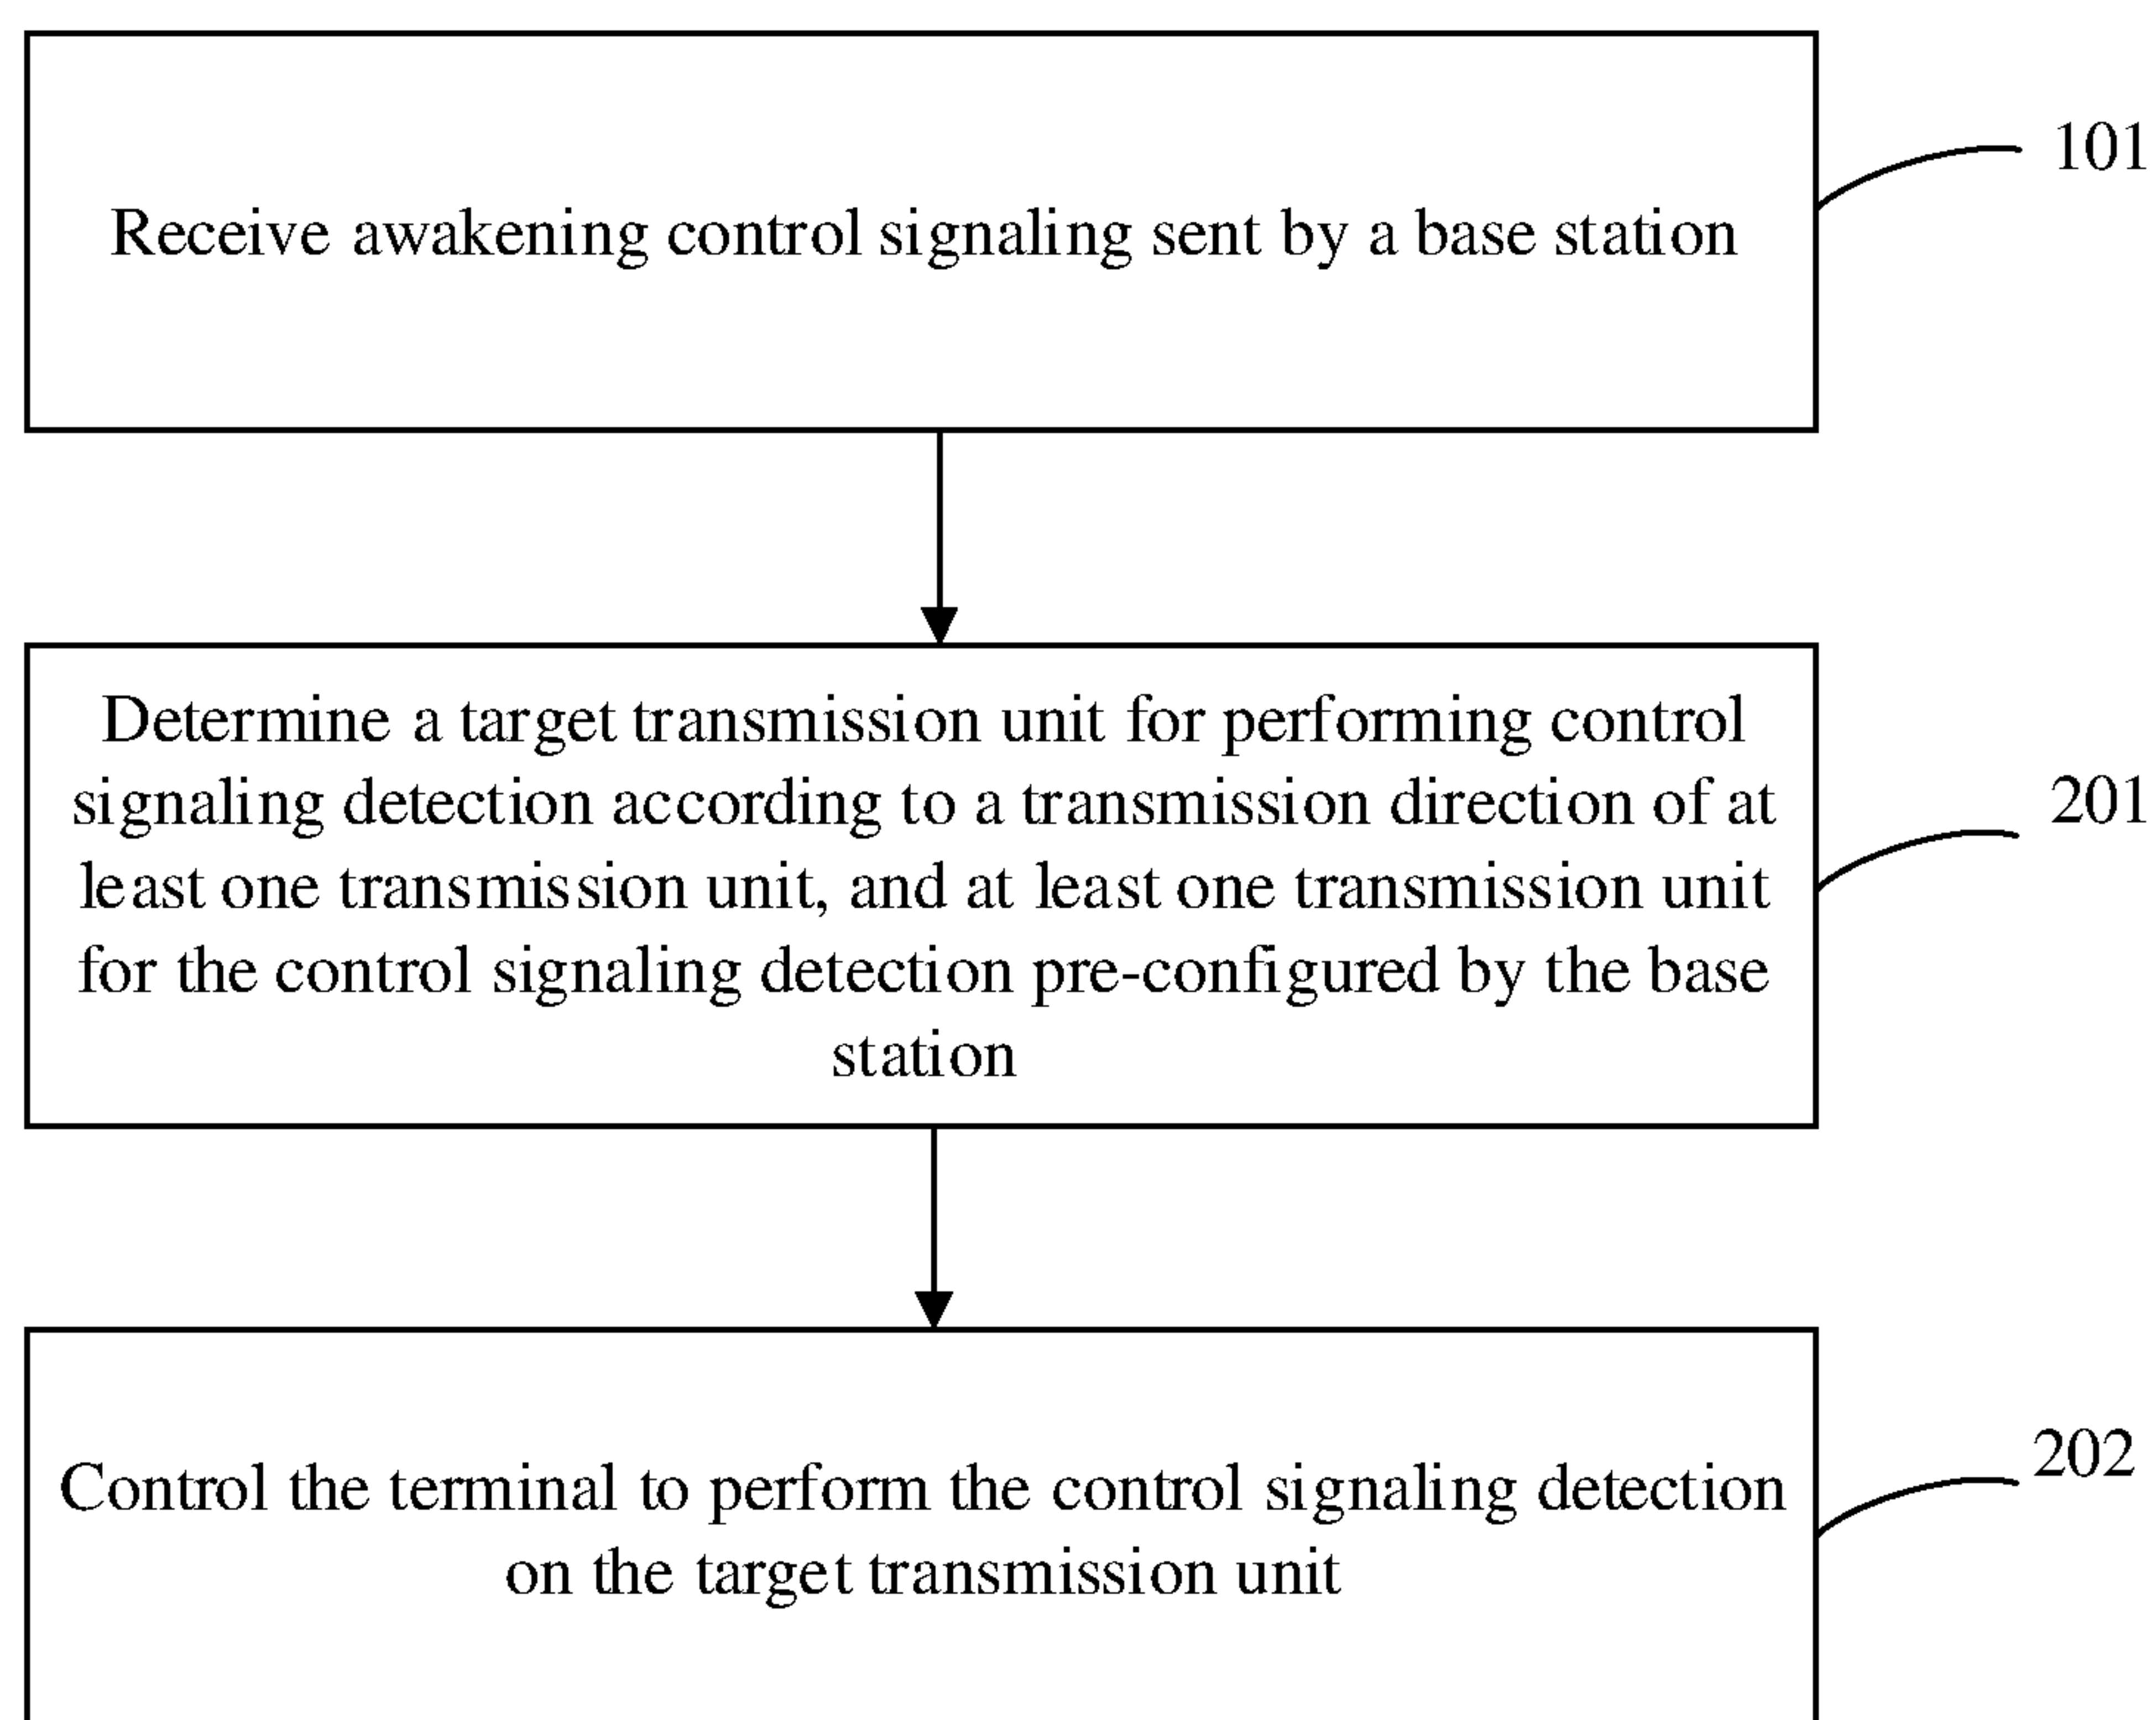 Receive awakening control signaling sent by a base station
101
Determine a target transmission unit for performing control
signaling detection according to a transmission direction of at
least one transmission unit, and at least one transmission unit
for the control signaling detection pre-configured by the base
station
201
Control the terminal to perform the control signaling detection
on the target transmission unit
202